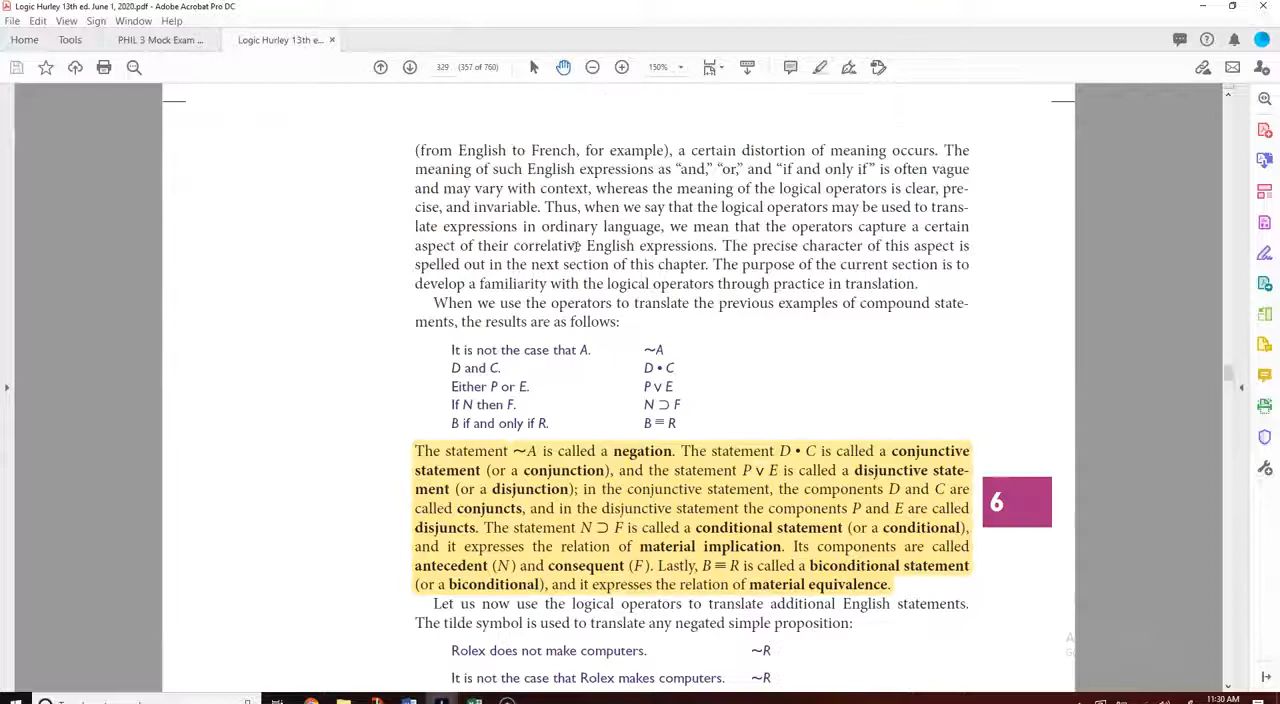 Logic Hurley 13th ed. June 1, 2020.pdf - Adobe Acrobat Pro DC
File Edit View Sign Window Help
Home Tools PHIL 3 Mock Exam ... Logic Hurley 13th e... ×
329 (357 of 760) 150%
(from English to French, for example), a certain distortion of meaning occurs. The
meaning of such English expressions as “and,” “or,” and “if and only if” is often vague
and may vary with context, whereas the meaning of the logical operators is clear, pre-
cise, and invariable. Thus, when we say that the logical operators may be used to trans-
late expressions in ordinary language, we mean that the operators capture a certain
aspect of their correlative English expressions. The precise character of this aspect is
spelled out in the next section of this chapter. The purpose of the current section is to
develop a familiarity with the logical operators through practice in translation.
When we use the operators to translate the previous examples of compound state-
ments, the results are as follows:
It is not the case that A. ~A
D and C. D • C
Either P or E. P v E
If N then F. N ⊃ F
B if and only if R. B ≡ R
The statement ~A is called a negation. The statement D • C is called a conjunctive
statement (or a conjunction), and the statement P v E is called a disjunctive state-
ment (or a disjunction); in the conjunctive statement, the components D and C are
called conjuncts, and in the disjunctive statement the components P and E are called
disjuncts. The statement N ⊃ F is called a conditional statement (or a conditional),
and it expresses the relation of material implication. Its components are called
antecedent (N) and consequent (F). Lastly, B ≡ R is called a biconditional statement
(or a biconditional), and it expresses the relation of material equivalence.
6
Let us now use the logical operators to translate additional English statements.
The tilde symbol is used to translate any negated simple proposition:
Rolex does not make computers. ~R
It is not the case that Rolex makes computers. ~R
11:30 AM